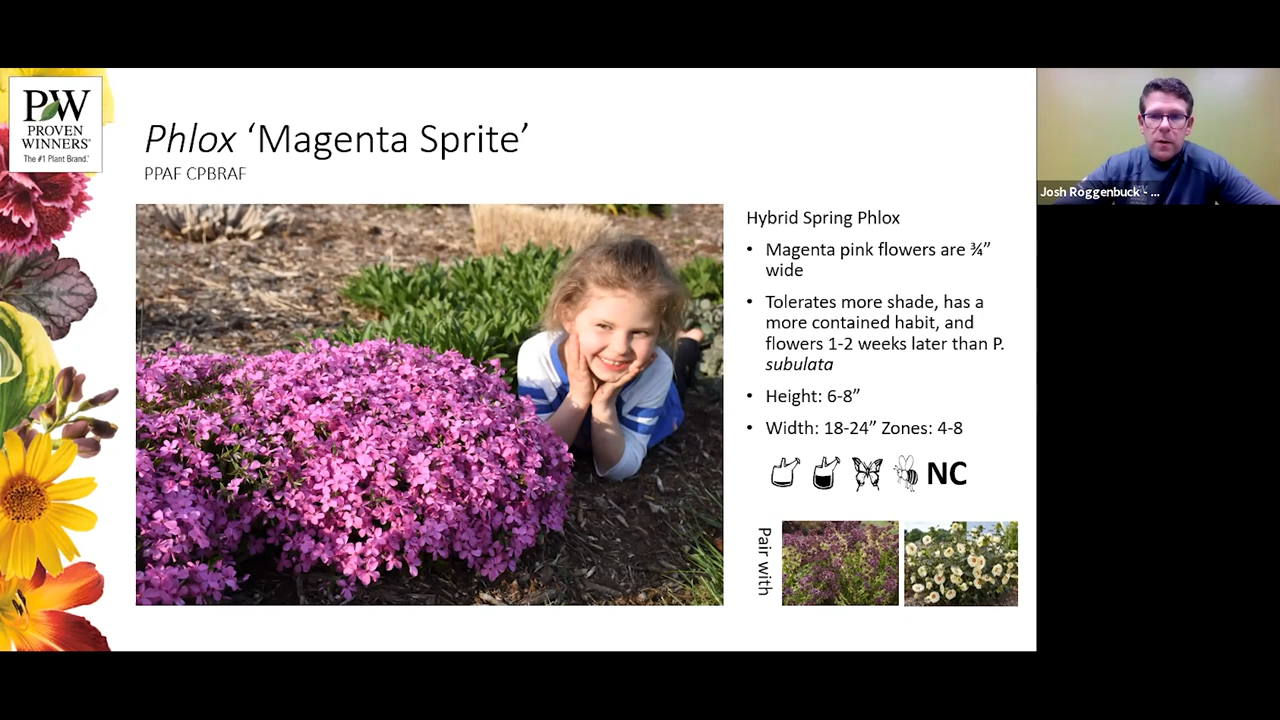 PW
PROVEN
WINNERS®
The #1 Plant Brand.®
Phlox ‘Magenta Sprite’
PPAF CPBRAF
Hybrid Spring Phlox
• Magenta pink flowers are ¾”
wide
• Tolerates more shade, has a
more contained habit, and
flowers 1-2 weeks later than P.
subulata
• Height: 6-8”
• Width: 18-24” Zones: 4-8
NC
Pair with
Josh Roggenbuck - ...